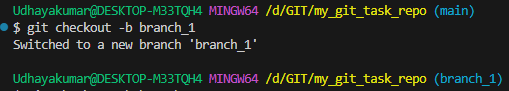 Udhayakumar@DESKTOP-M33TQH4 MINGW64 /d/GIT/my_git_task_repo (main)
$ git checkout -b branch_1
Switched to a new branch 'branch_1'
Udhayakumar@DESKTOP-M33TQH4 MINGW64 /d/GIT/my_git_task_repo (branch_1)